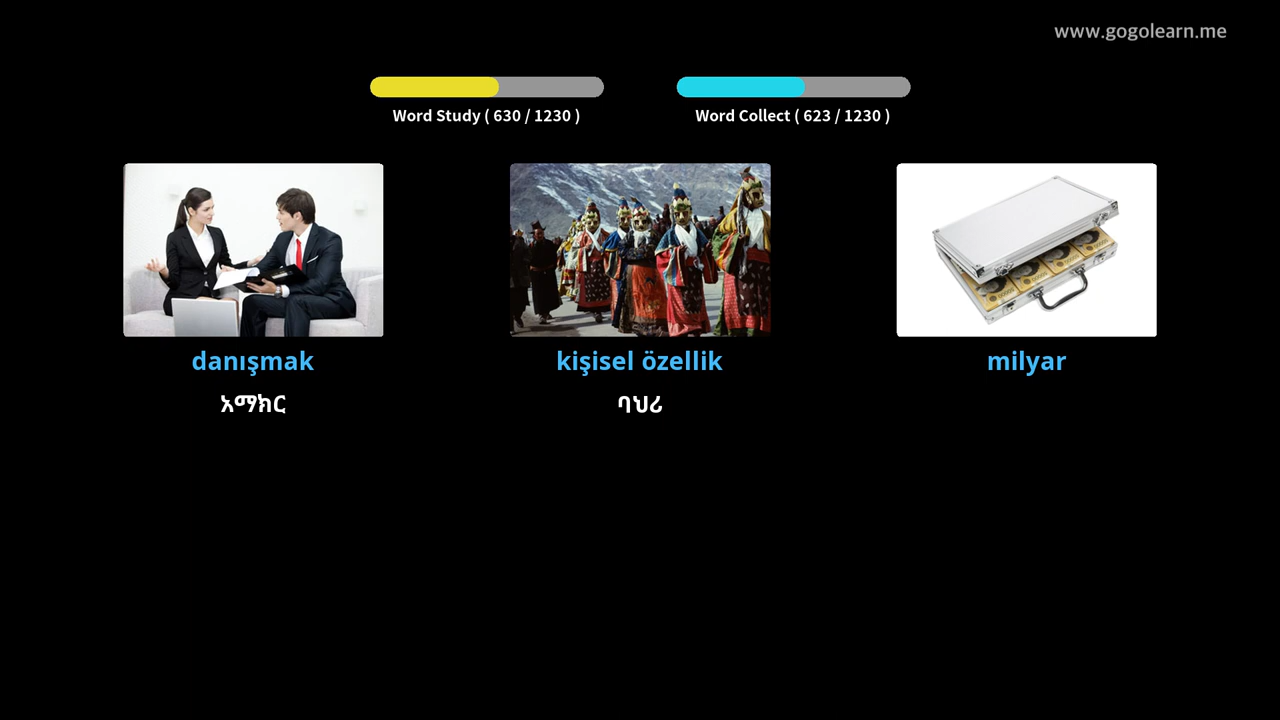 www.gogolearn.me
Word Study ( 630 / 1230 )
Word Collect ( 623 / 1230 )
danışmak
kişisel özellik
milyar
አማክር
ባህሪ